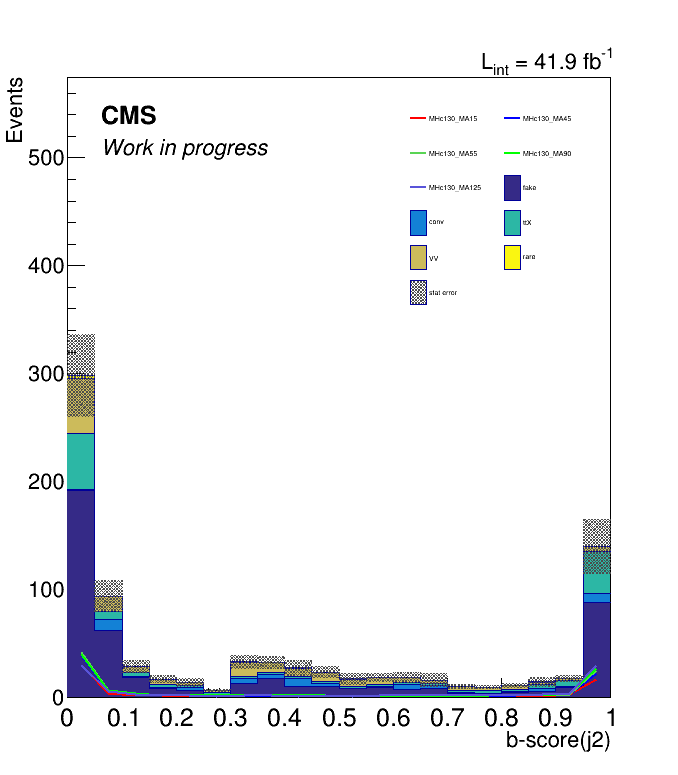 L_int = 41.9 fb^-1
Events
CMS
Work in progress
MHc130_MA15
MHc130_MA45
MHc130_MA55
MHc130_MA90
MHc130_MA125
fake
conv
ttX
VV
rare
stat error
500
400
300
200
100
0
0 0.1 0.2 0.3 0.4 0.5 0.6 0.7 0.8 0.9 1
b-score(j2)